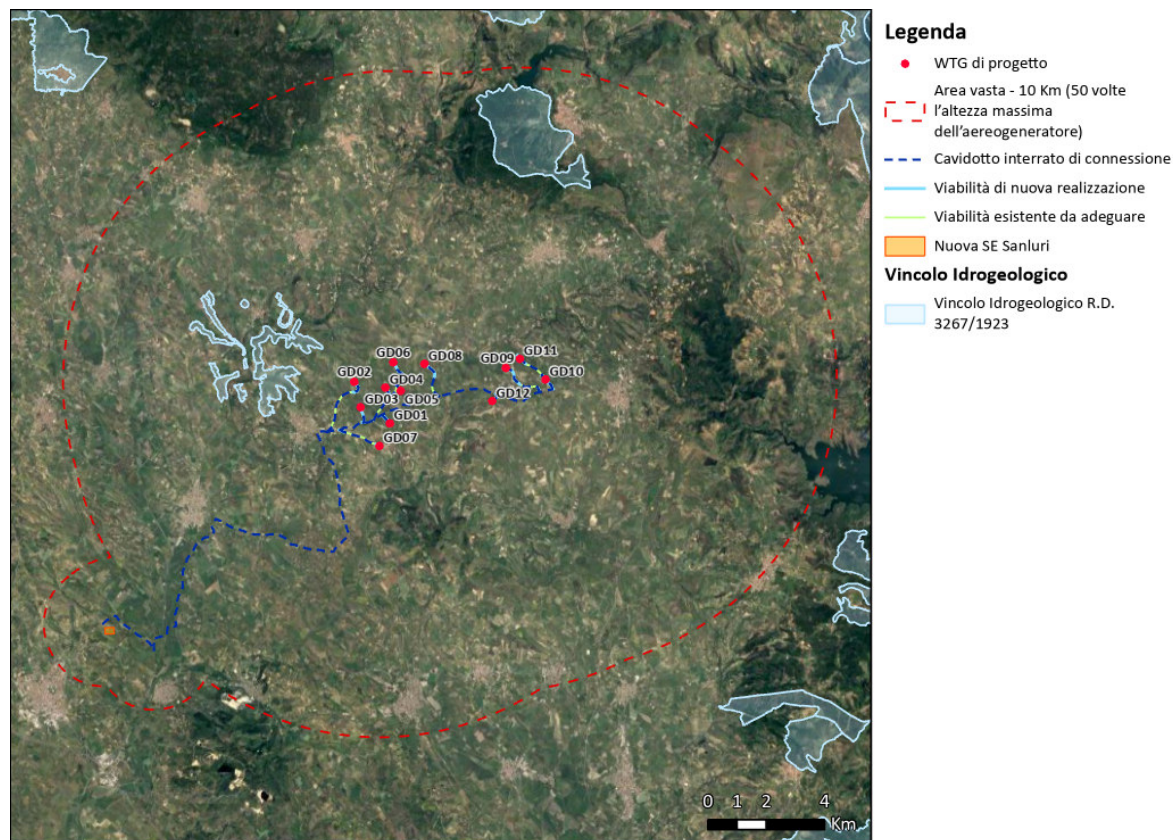 Legenda
WTG di progetto
Area vasta - 10 Km (50 volte
l'altezza massima
dell'aereogeneratore)
Cavidotto interrato di connessione
Viabilità di nuova realizzazione
Viabilità esistente da adeguare
Nuova SE Sanluri
Vincolo Idrogeologico
Vincolo Idrogeologico R.D.
3267/1923
GD06
GD08
GD11
GD09
GD10
GD02
GD04
GD05
GD03
GD12
GD01
GD07
0 1 2 4
Km